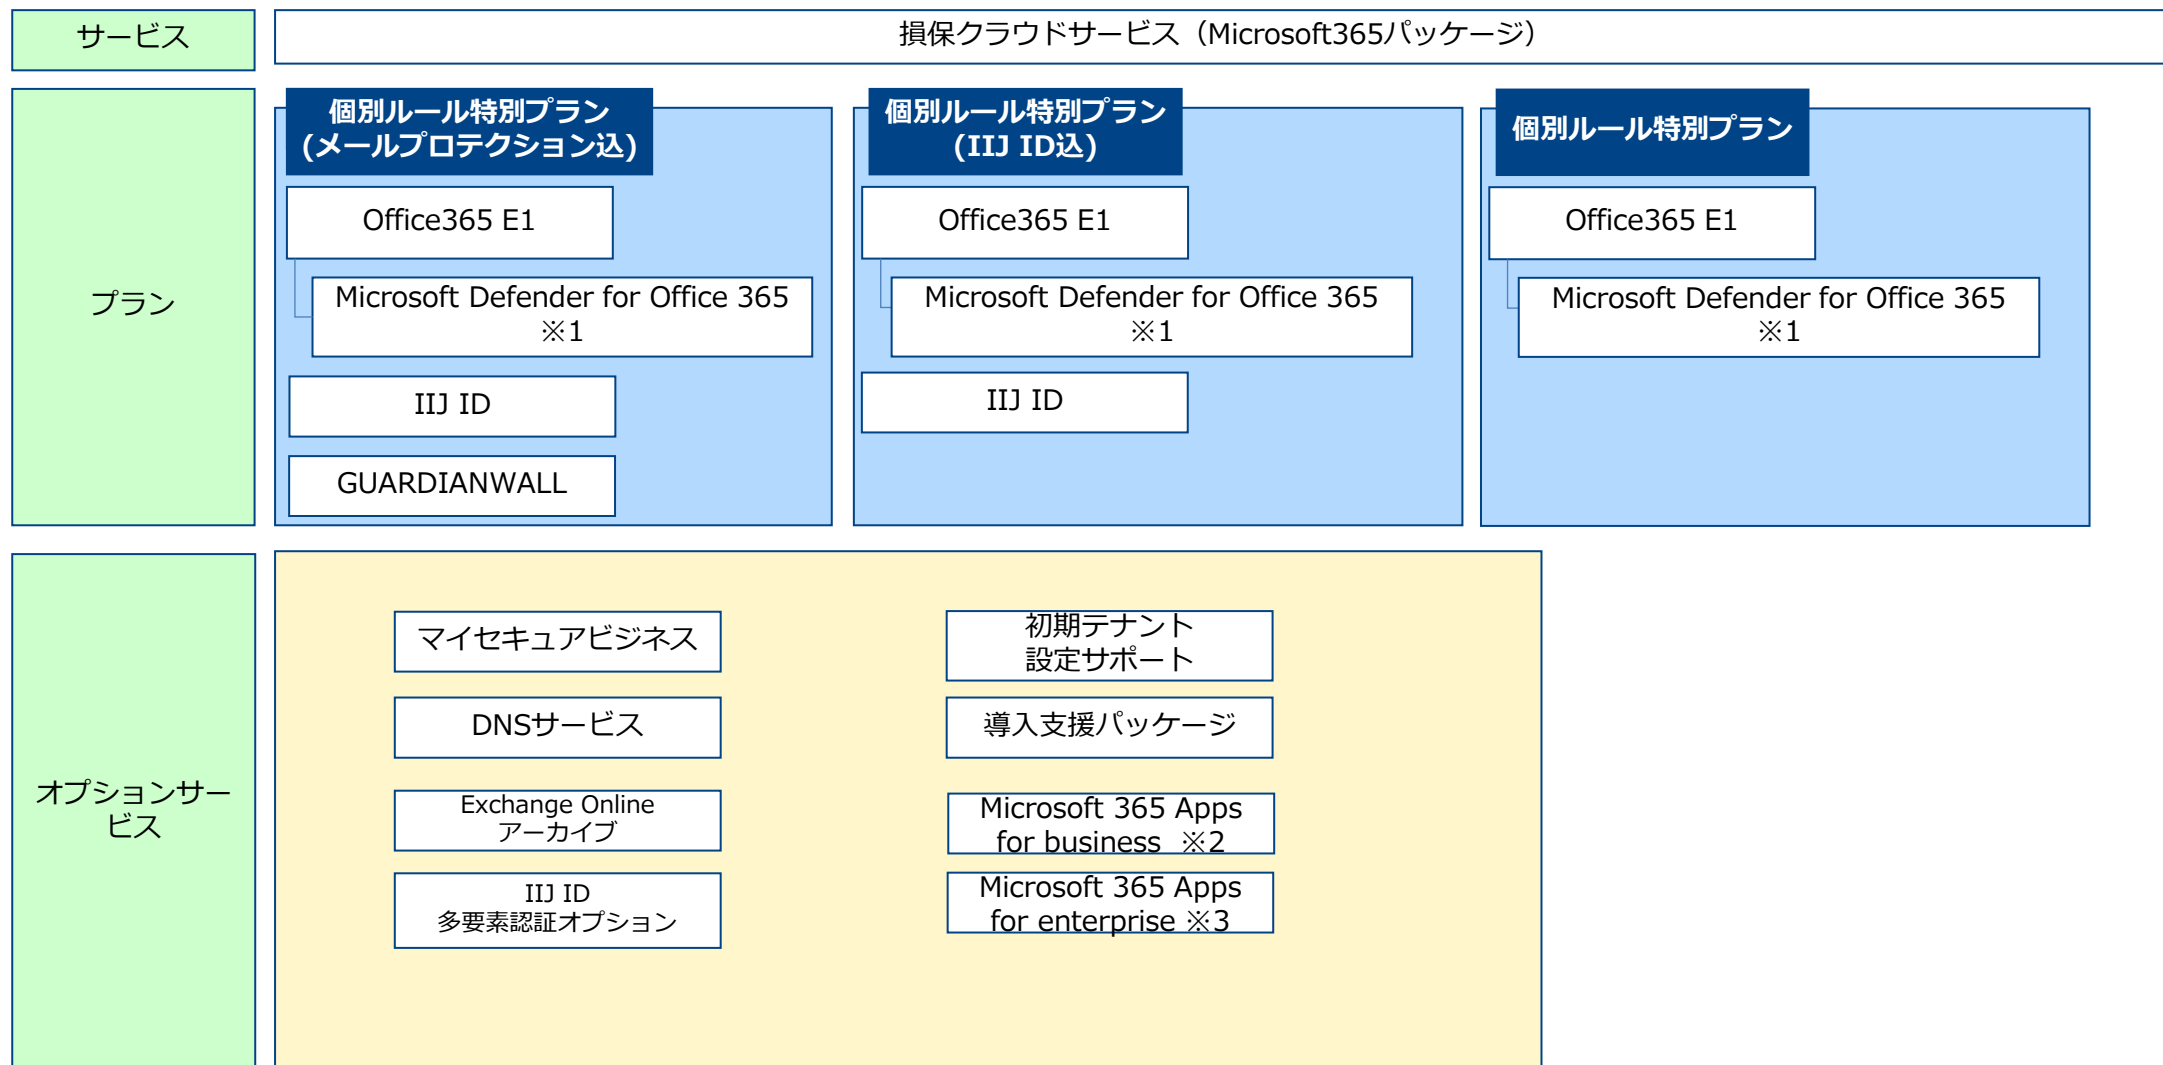 サービス
損保クラウドサービス（Microsoft365パッケージ）
プラン
個別ルール特別プラン
(メールプロテクション込)
Office365 E1
Microsoft Defender for Office 365
※1
IIJ ID
GUARDIANWALL
個別ルール特別プラン
(IIJ ID込)
Office365 E1
Microsoft Defender for Office 365
※1
IIJ ID
個別ルール特別プラン
Office365 E1
Microsoft Defender for Office 365
※1
オプションサー
ビス
マイセキュアビジネス
DNSサービス
Exchange Online
アーカイブ
IIJ ID
多要素認証オプション
初期テナント
設定サポート
導入支援パッケージ
Microsoft 365 Apps
for business ※2
Microsoft 365 Apps
for enterprise ※3